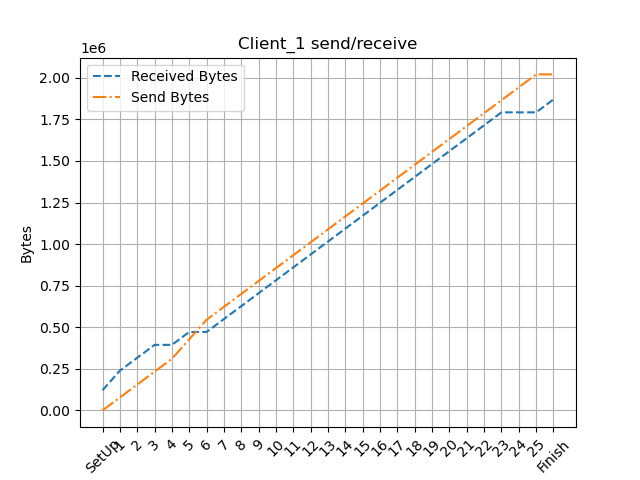 Client_1 send/receive
1e6
Received Bytes
Send Bytes
2.00
1.75
1.50
1.25
1.00
0.75
0.50
0.25
0.00
Bytes
SetUp 1 2 3 4 5 6 7 8 9 10 11 12 13 14 15 16 17 18 19 20 21 22 23 24 25 Finish